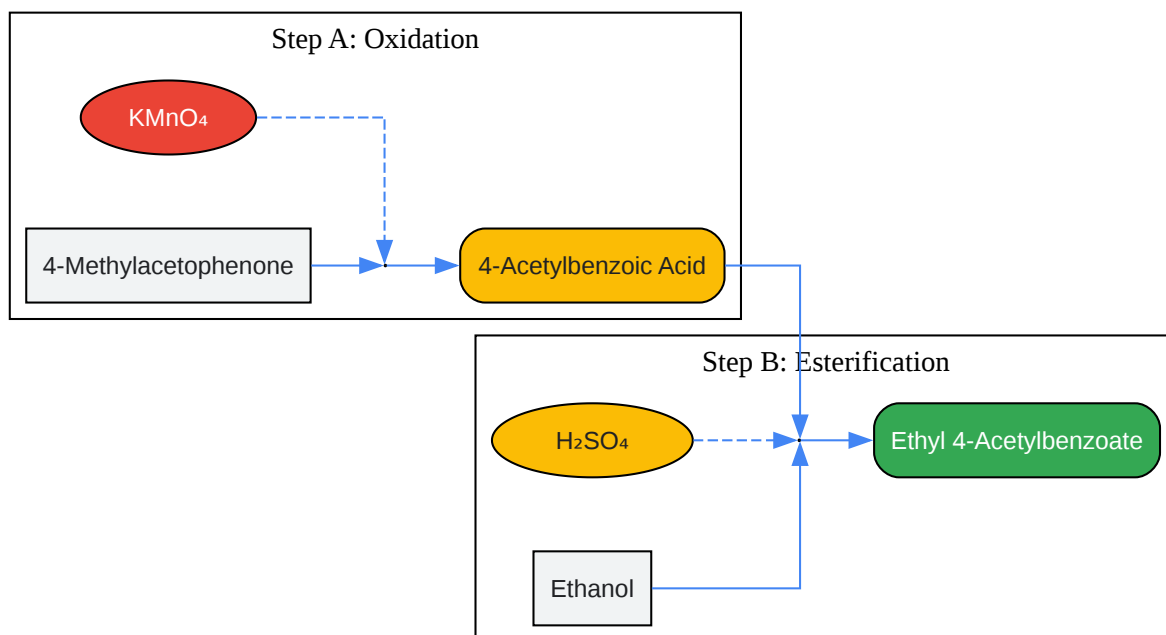 Step A: Oxidation
KMnO₄
4-Methylacetophenone
4-Acetylbenzoic Acid
Step B: Esterification
H₂SO₄
Ethyl 4-Acetylbenzoate
Ethanol